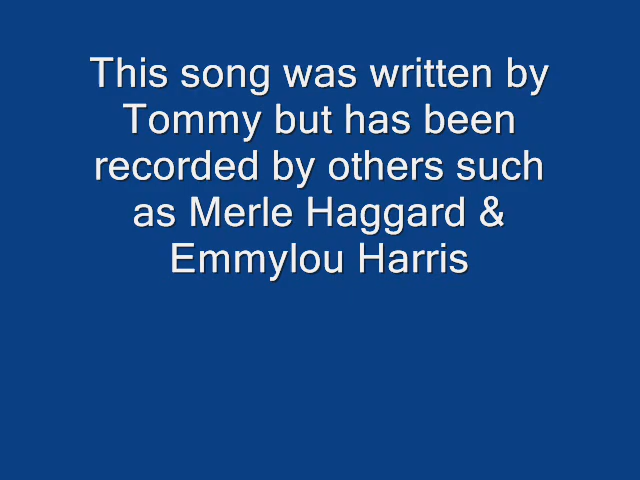 This song was written by
Tommy but has been
recorded by others such
as Merle Haggard &
Emmylou Harris